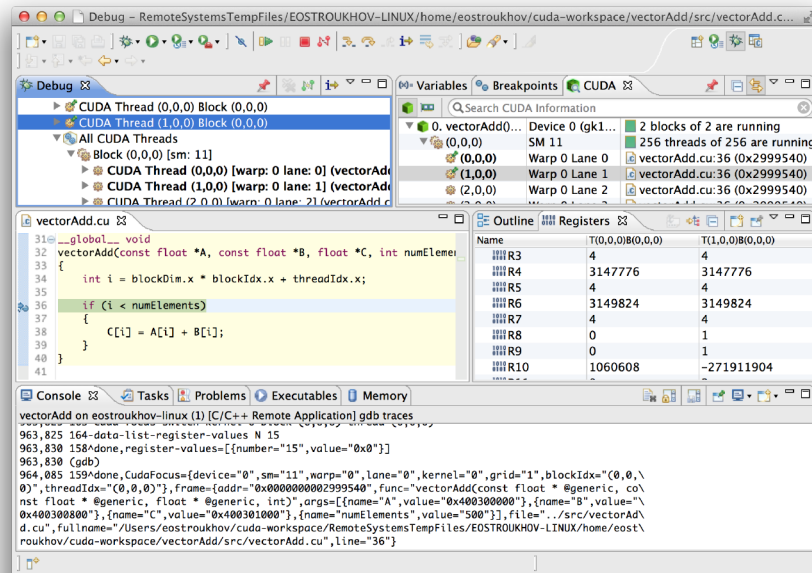 Debug – RemoteSystemsTempFiles/EOSTROUKHOV-LINUX/home/eostroukhov/cuda-workspace/vectorAdd/src/vectorAdd.c...
Debug
CUDA Thread (0,0,0) Block (0,0,0)
CUDA Thread (1,0,0) Block (0,0,0)
All CUDA Threads
Block (0,0,0) [sm: 11]
CUDA Thread (0,0,0) [warp: 0 lane: 0] (vectorAdd
CUDA Thread (1,0,0) [warp: 0 lane: 1] (vectorAdd
CUDA Thread (2,0,0) [warp: 0 lane: 2] (vectorAdd.c
Variables Breakpoints CUDA
Search CUDA Information
0. vectorAdd()... Device 0 (gk1... 2 blocks of 2 are running
(0,0,0) SM 11 256 threads of 256 are running
(0,0,0) Warp 0 Lane 0 vectorAdd.cu:36 (0x2999540)
(1,0,0) Warp 0 Lane 1 vectorAdd.cu:36 (0x2999540)
(2,0,0) Warp 0 Lane 2 vectorAdd.cu:36 (0x2999540)
vectorAdd.cu
31 __global__ void
32 vectorAdd(const float *A, const float *B, float *C, int numElemen
33 {
34 int i = blockDim.x * blockIdx.x + threadIdx.x;
35
36 if (i < numElements)
37 {
38 C[i] = A[i] + B[i];
39 }
40 }
41
Outline Registers
Name T(0,0,0)B(0,0,0) T(1,0,0)B(0,0,0)
R3 4 4
R4 3147776 3147776
R5 4 4
R6 3149824 3149824
R7 4 4
R8 0 1
R9 0 1
R10 1060608 -271911904
Console Tasks Problems Executables Memory
vectorAdd on eostroukhov-linux (1) [C/C++ Remote Application] gdb traces
963,825 164-data-list-register-values N 15
963,830 158^done,register-values=[{number="15",value="0x0"}]
963,830 (gdb)
964,085 159^done,CudaFocus={device="0",sm="11",warp="0",lane="0",kernel="0",grid="1",blockIdx="(0,0,\
0)",threadIdx="(0,0,0)"},frame={addr="0x0000000002999540",func="vectorAdd(const float * @generic, co\
nst float * @generic, float * @generic, int)",args=[{name="A",value="0x400300000"},{name="B",value="\
0x400300800"},{name="C",value="0x400301000"},{name="numElements",value="500"}],file="../src/vectorAd\
d.cu",fullname="/Users/eostroukhov/cuda-workspace/RemoteSystemsTempFiles/EOSTROUKHOV-LINUX/home/eost\
roukhov/cuda-workspace/vectorAdd/src/vectorAdd.cu",line="36"}